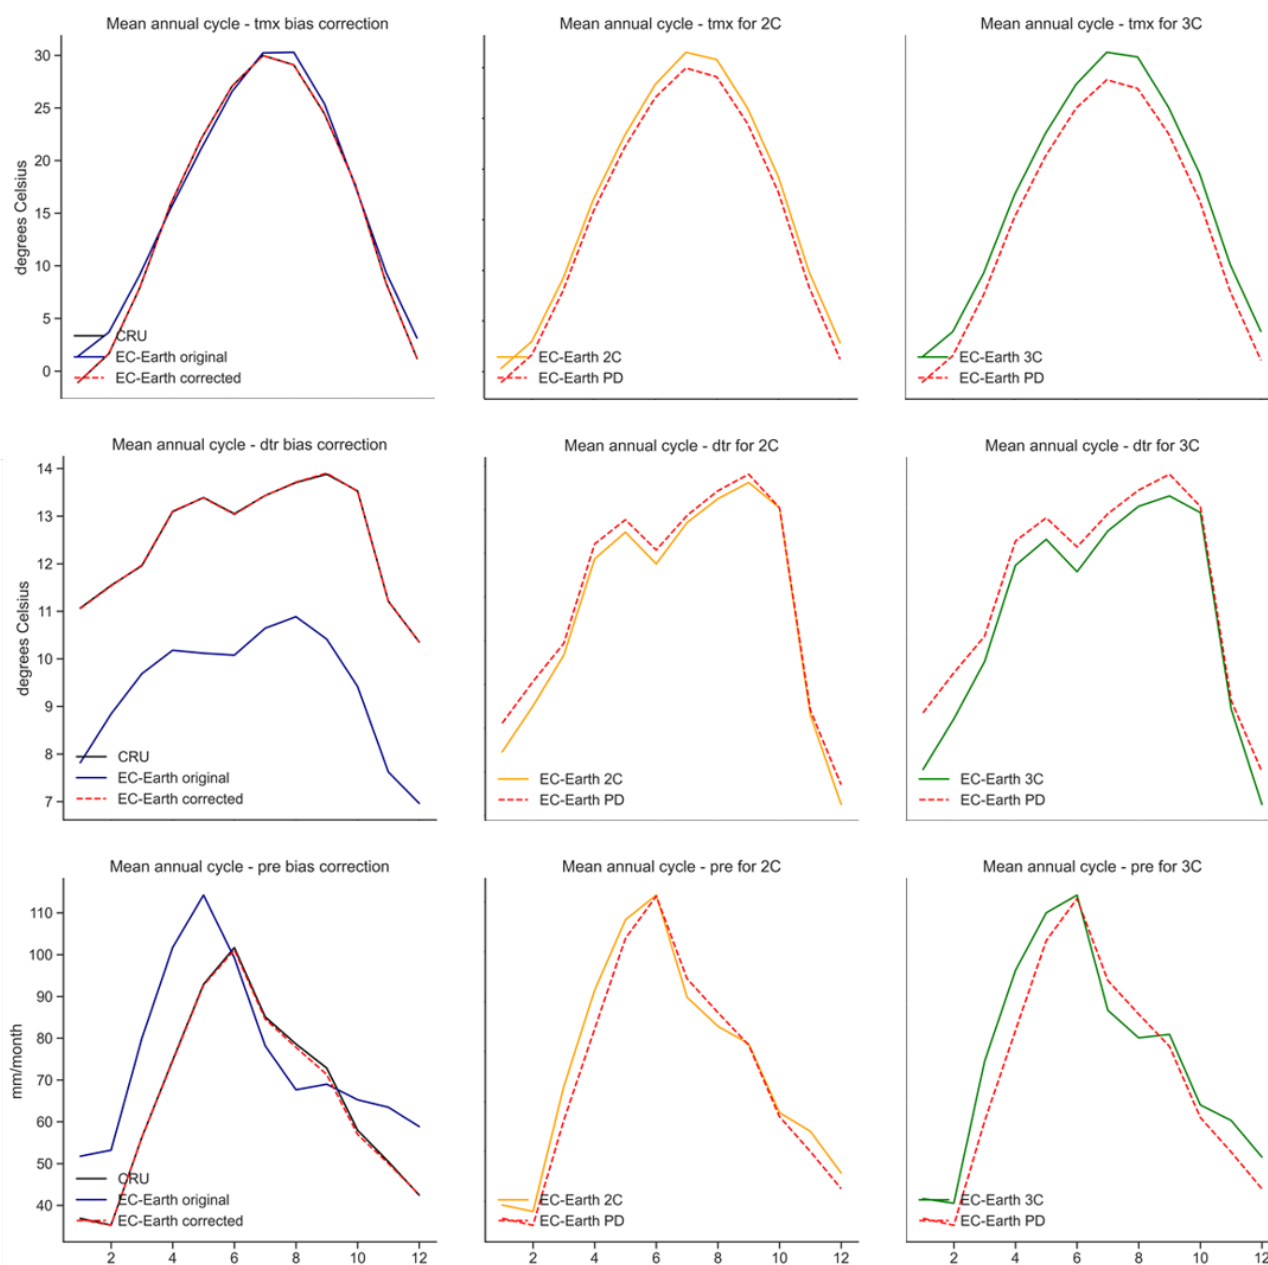 Mean annual cycle - tmx bias correction
Mean annual cycle - tmx for 2C
Mean annual cycle - tmx for 3C
degrees Celsius
30
25
20
15
10
5
0
CRU
EC-Earth original
EC-Earth corrected
EC-Earth 2C
EC-Earth PD
EC-Earth 3C
EC-Earth PD
Mean annual cycle - dtr bias correction
Mean annual cycle - dtr for 2C
Mean annual cycle - dtr for 3C
degrees Celsius
14
13
12
11
10
9
8
7
CRU
EC-Earth original
EC-Earth corrected
EC-Earth 2C
EC-Earth PD
EC-Earth 3C
EC-Earth PD
Mean annual cycle - pre bias correction
Mean annual cycle - pre for 2C
Mean annual cycle - pre for 3C
mm/month
110
100
90
80
70
60
50
40
CRU
EC-Earth original
EC-Earth corrected
EC-Earth 2C
EC-Earth PD
EC-Earth 3C
EC-Earth PD
2 4 6 8 10 12
2 4 6 8 10 12
2 4 6 8 10 12